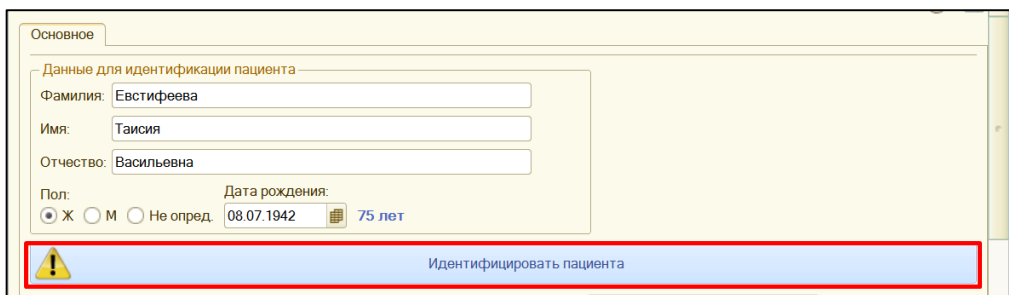 Основное
Данные для идентификации пациента
Фамилия: Евстифеева
Имя: Таисия
Отчество: Васильевна
Пол: Дата рождения:
Ж М Не опред. 08.07.1942 75 лет
Идентифицировать пациента